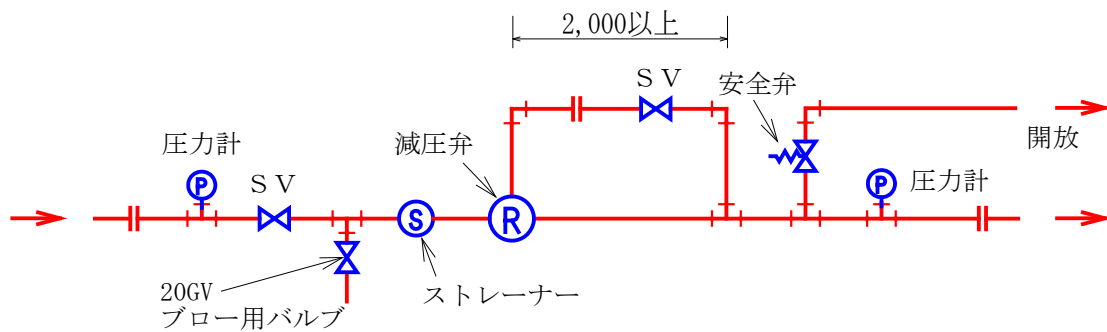 2,000以上
SV
安全弁
減圧弁
開放
圧力計
P
SV
P
圧力計
S
R
20GV
ブロー用バルブ
ストレーナー